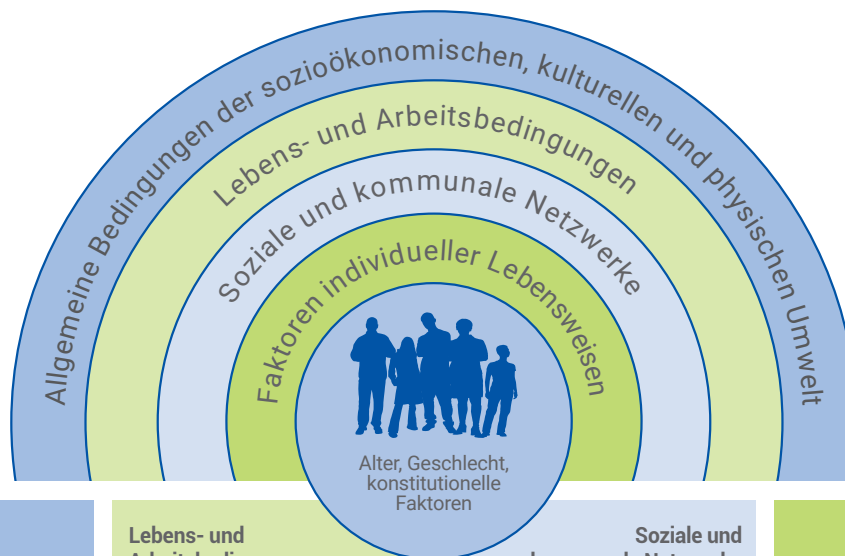 Allgemeine Bedingungen der sozioökonomischen, kulturellen und physischen Umwelt
Lebens- und Arbeitsbedingungen
Soziale und kommunale Netzwerke
Faktoren individueller Lebensweisen
Alter, Geschlecht,
konstitutionelle
Faktoren
Lebens- und
Soziale und